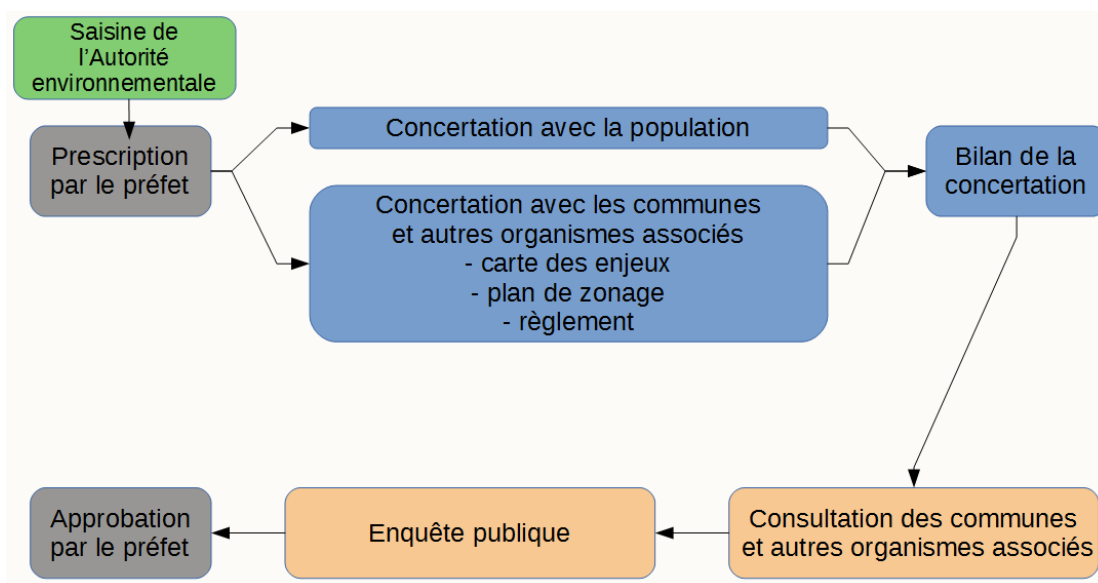 Saisine de
l’Autorité
environnementale
Prescription
par le préfet
Concertation avec la population
Concertation avec les communes
et autres organismes associés
- carte des enjeux
- plan de zonage
- règlement
Bilan de la
concertation
Consultation des communes
et autres organismes associés
Enquête publique
Approbation
par le préfet